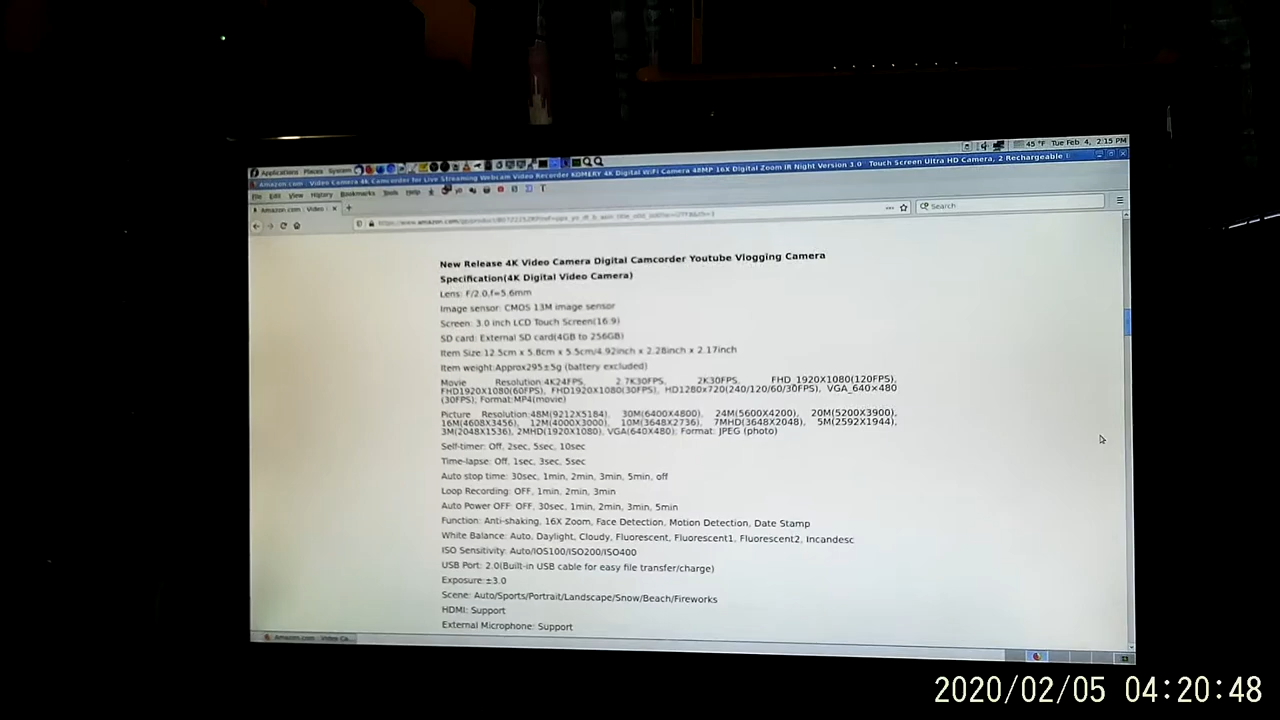 Applications Places System 45 °F Tue Feb 4, 2:15 PM
Amazon.com : Video Camera 4K Camcorder for Live Streaming Webcam Video Recorder KOMERY 4K Digital WiFi Camera 48MP 16X Digital Zoom IR Night Version 3.0 Touch Screen Ultra HD Camera, 2 Rechargeable
File Edit View History Bookmarks Tools Help
Amazon.com : Video
Search
New Release 4K Video Camera Digital Camcorder Youtube Vlogging Camera
Specification(4K Digital Video Camera)
Lens: F/2.0,f=5.6mm
Image sensor: CMOS 13M image sensor
Screen: 3.0 inch LCD Touch Screen(16:9)
SD card: External SD card(4GB to 256GB)
Item Size:12.5cm x 5.8cm x 5.5cm/4.92inch x 2.28inch x 2.17inch
Item weight:Approx295±5g (battery excluded)
Movie Resolution:4K24FPS, 2.7K30FPS, 2K30FPS, FHD_1920X1080(120FPS),
FHD1920X1080(60FPS), FHD1920X1080(30FPS), HD1280x720(240/120/60/30FPS), VGA_640×480
(30FPS); Format:MP4(movie)
Picture Resolution:48M(9212X5184), 30M(6400X4800), 24M(5600X4200), 20M(5200X3900),
16M(4608X3456), 12M(4000X3000), 10M(3648X2736), 7MHD(3648X2048), 5M(2592X1944),
3M(2048X1536), 2MHD(1920X1080), VGA(640X480); Format: JPEG (photo)
Self-timer: Off, 2sec, 5sec, 10sec
Time-lapse: Off, 1sec, 3sec, 5sec
Auto stop time: 30sec, 1min, 2min, 3min, 5min, off
Loop Recording: OFF, 1min, 2min, 3min
Auto Power OFF: OFF, 30sec, 1min, 2min, 3min, 5min
Function: Anti-shaking, 16X Zoom, Face Detection, Motion Detection, Date Stamp
White Balance: Auto, Daylight, Cloudy, Fluorescent, Fluorescent1, Fluorescent2, Incandesc
ISO Sensitivity: Auto/IOS100/ISO200/ISO400
USB Port: 2.0(Built-in USB cable for easy file transfer/charge)
Exposure:±3.0
Scene: Auto/Sports/Portrait/Landscape/Snow/Beach/Fireworks
HDMI: Support
External Microphone: Support
Amazon.com : Video Ca...
2020/02/05 04:20:48